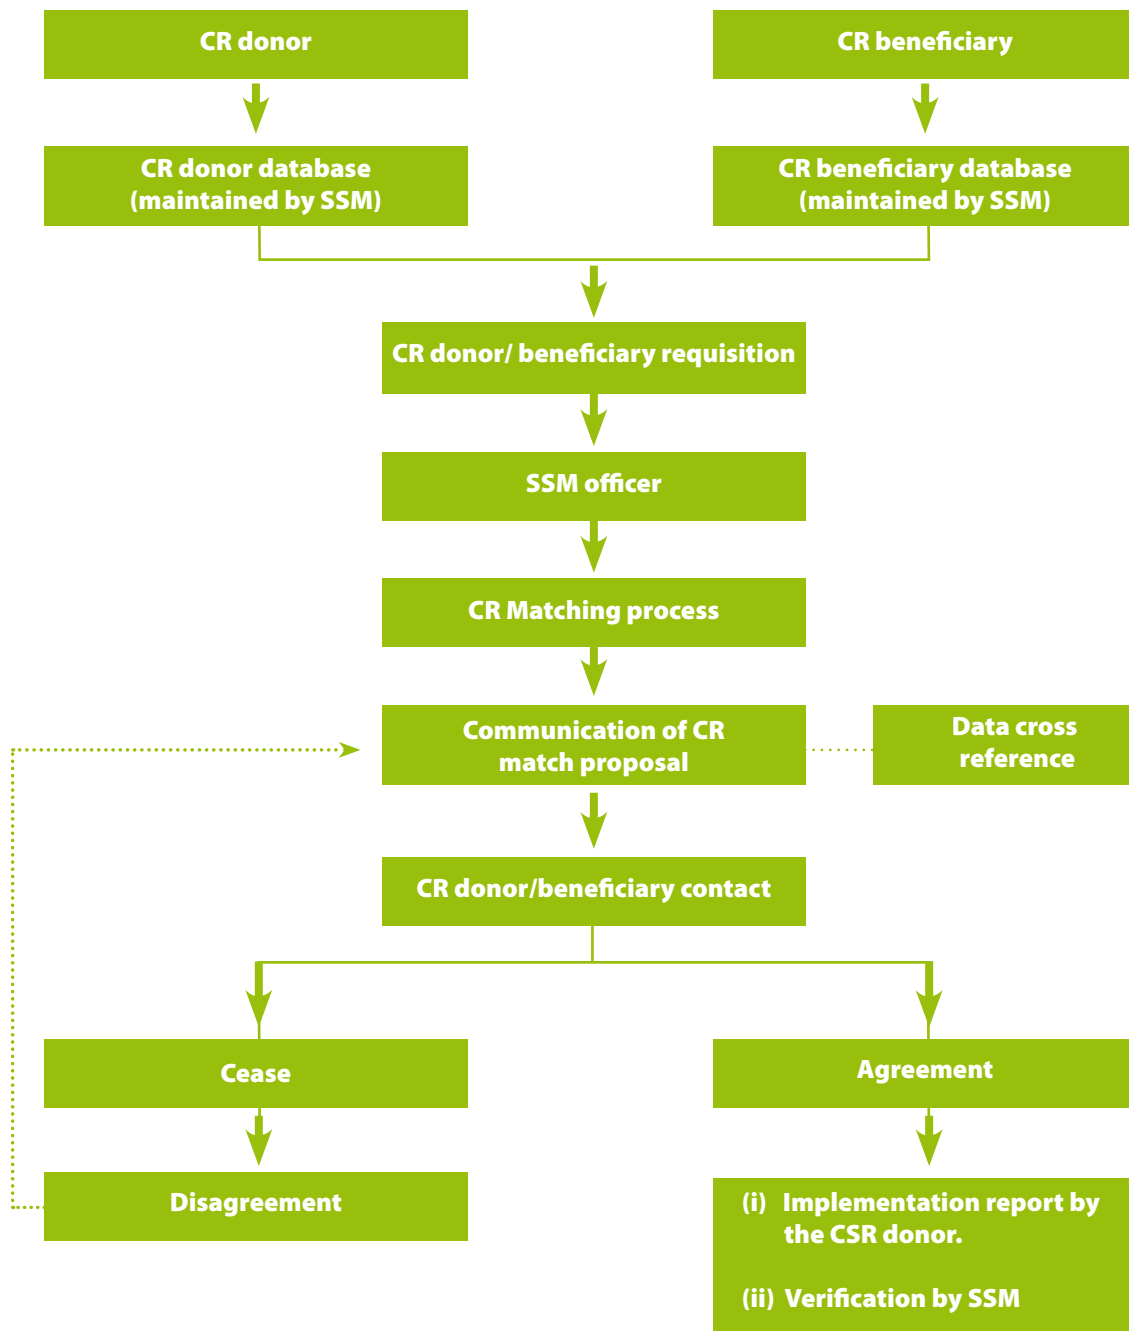 CR donor
CR beneficiary
CR donor database
(maintained by SSM)
CR beneficiary database
(maintained by SSM)
CR donor/ beneficiary requisition
SSM officer
CR Matching process
Communication of CR
match proposal
Data cross
reference
CR donor/beneficiary contact
Cease
Agreement
Disagreement
(i) Implementation report by
the CSR donor.
(ii) Verification by SSM